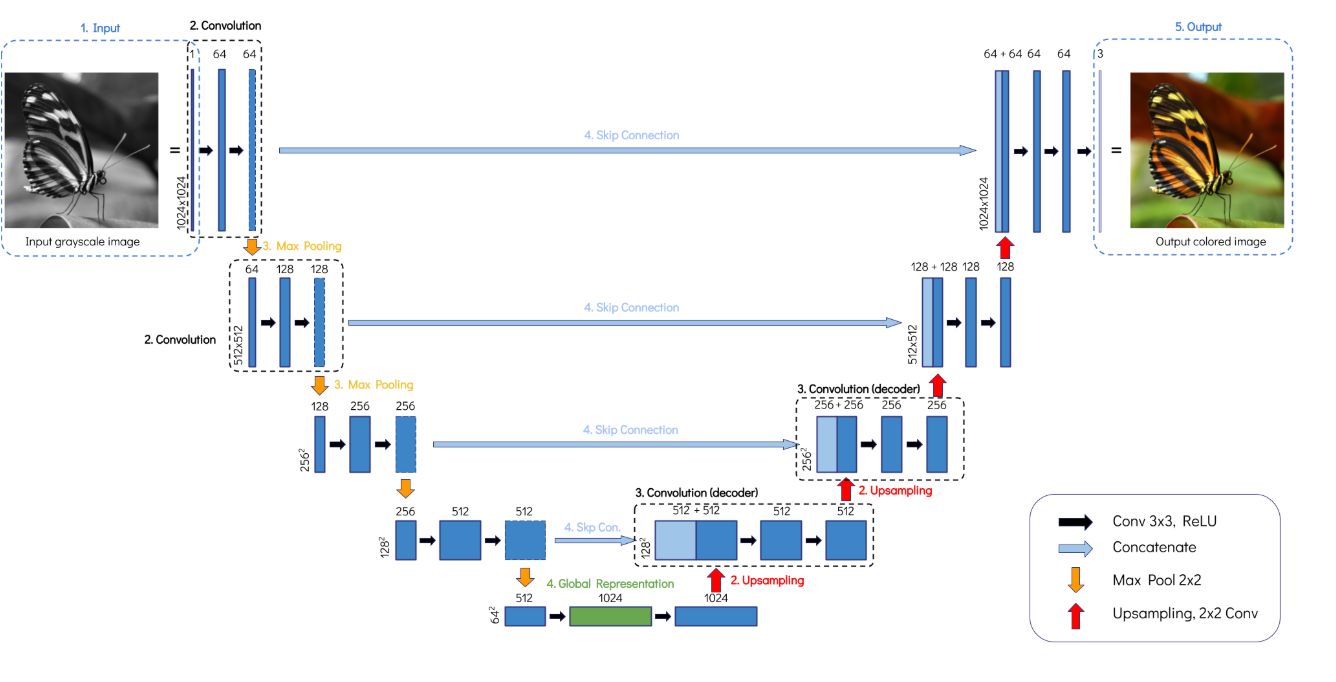 1. Input
2. Convolution
5. Output
1
64
64
64 + 64
64
64
3
4. Skip Connection
1024x1024
1024x1024
=
=
Input grayscale image
Output colored image
3. Max Pooling
64
128
128
128 + 128
128
128
4. Skip Connection
512x512
512x512
2. Convolution
3. Max Pooling
3. Convolution (decoder)
128
256
256
256 + 256
256
256
4. Skip Connection
256²
256²
2. Upsampling
3. Convolution (decoder)
256
512
512
512 + 512
512
512
4. Skp Con.
128²
128²
4. Global Representation
2. Upsampling
512
1024
1024
64²
Conv 3x3, ReLU
Concatenate
Max Pool 2x2
Upsampling, 2x2 Conv